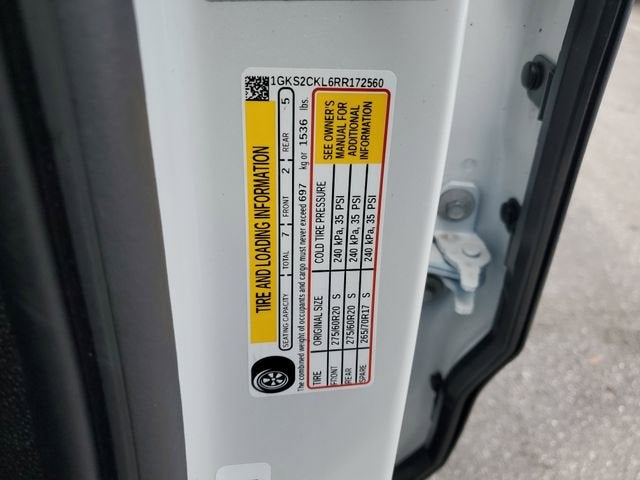 1GKS2CKL6RR172560
TIRE AND LOADING INFORMATION
SEATING CAPACITY TOTAL 7 FRONT 2 REAR 5
The combined weight of occupants and cargo must never exceed 697 kg or 1536 lbs.
TIRE ORIGINAL SIZE COLD TIRE PRESSURE
FRONT 275/60R20 S 240 kPa, 35 PSI
REAR 275/60R20 S 240 kPa, 35 PSI
SPARE 265/70R17 S 240 kPa, 35 PSI
SEE OWNER'S
MANUAL FOR
ADDITIONAL
INFORMATION